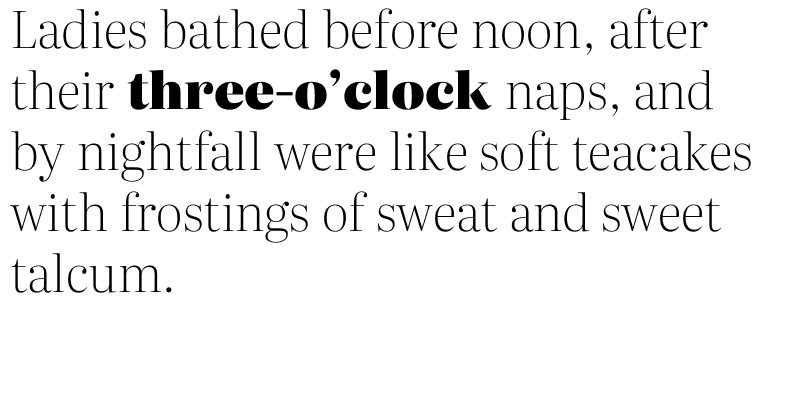 Ladies bathed before noon, after
their three-o’clock naps, and
by nightfall were like soft teacakes
with frostings of sweat and sweet
talcum.